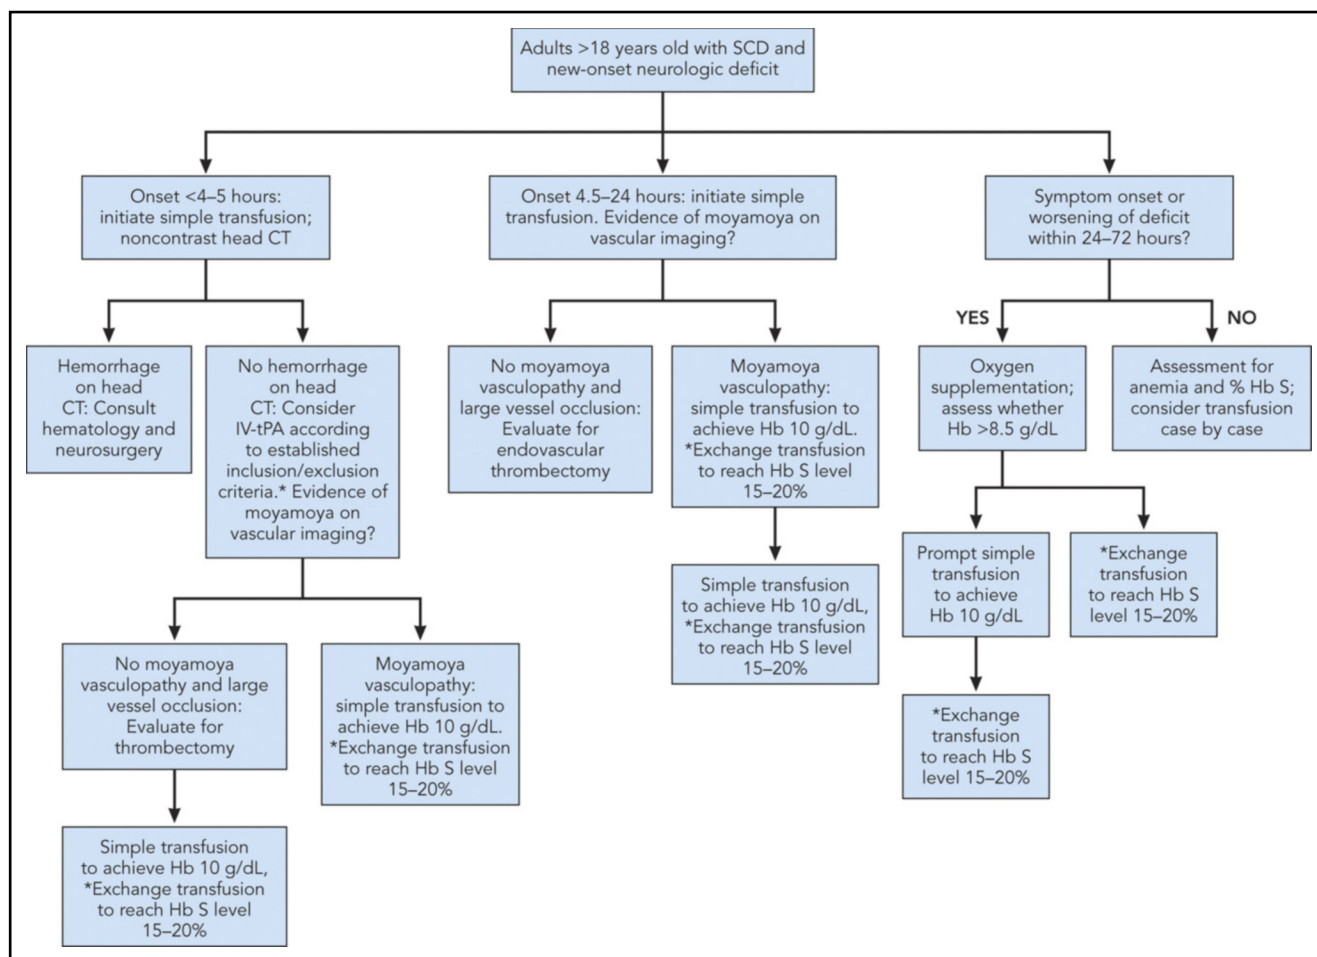 Adults >18 years old with SCD and
new-onset neurologic deficit
Onset <4–5 hours:
initiate simple transfusion;
noncontrast head CT
Onset 4.5–24 hours: initiate simple
transfusion. Evidence of moyamoya on
vascular imaging?
Symptom onset or
worsening of deficit
within 24–72 hours?
YES
NO
Hemorrhage
on head
CT: Consult
hematology and
neurosurgery
No hemorrhage
on head
CT: Consider
IV-tPA according
to established
inclusion/exclusion
criteria.* Evidence of
moyamoya on
vascular imaging?
No moyamoya
vasculopathy and
large vessel occlusion:
Evaluate for
endovascular
thrombectomy
Moyamoya
vasculopathy:
simple transfusion to
achieve Hb 10 g/dL.
*Exchange transfusion
to reach Hb S level
15–20%
Oxygen
supplementation;
assess whether
Hb >8.5 g/dL
Assessment for
anemia and % Hb S;
consider transfusion
case by case
Simple transfusion
to achieve Hb 10 g/dL,
*Exchange transfusion
to reach Hb S level
15–20%
Prompt simple
transfusion
to achieve
Hb 10 g/dL
*Exchange
transfusion
to reach Hb S
level 15–20%
No moyamoya
vasculopathy and large
vessel occlusion:
Evaluate for
thrombectomy
Moyamoya
vasculopathy:
simple transfusion to
achieve Hb 10 g/dL.
*Exchange transfusion
to reach Hb S level
15–20%
*Exchange
transfusion
to reach Hb S
level 15–20%
Simple transfusion
to achieve Hb 10 g/dL,
*Exchange transfusion
to reach Hb S level
15–20%